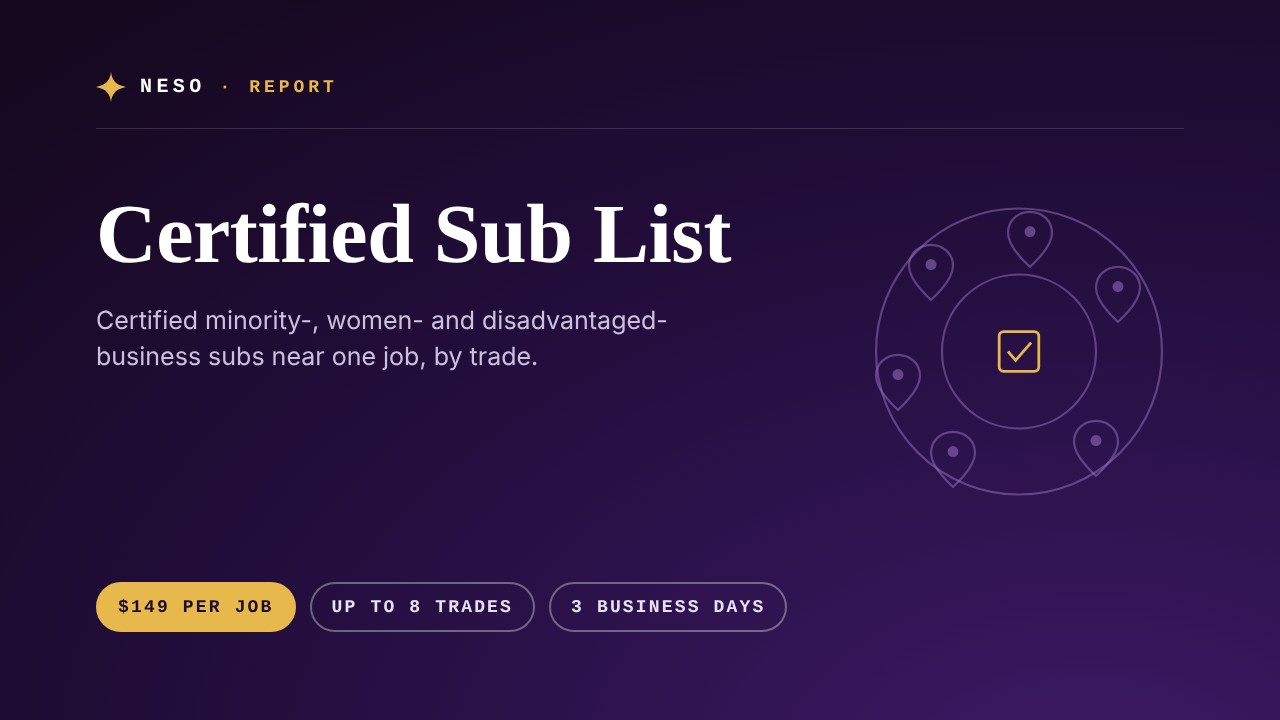 NESO · REPORT
Certified Sub List
Certified minority-, women- and disadvantaged-
business subs near one job, by trade.
$149 PER JOB
UP TO 8 TRADES
3 BUSINESS DAYS